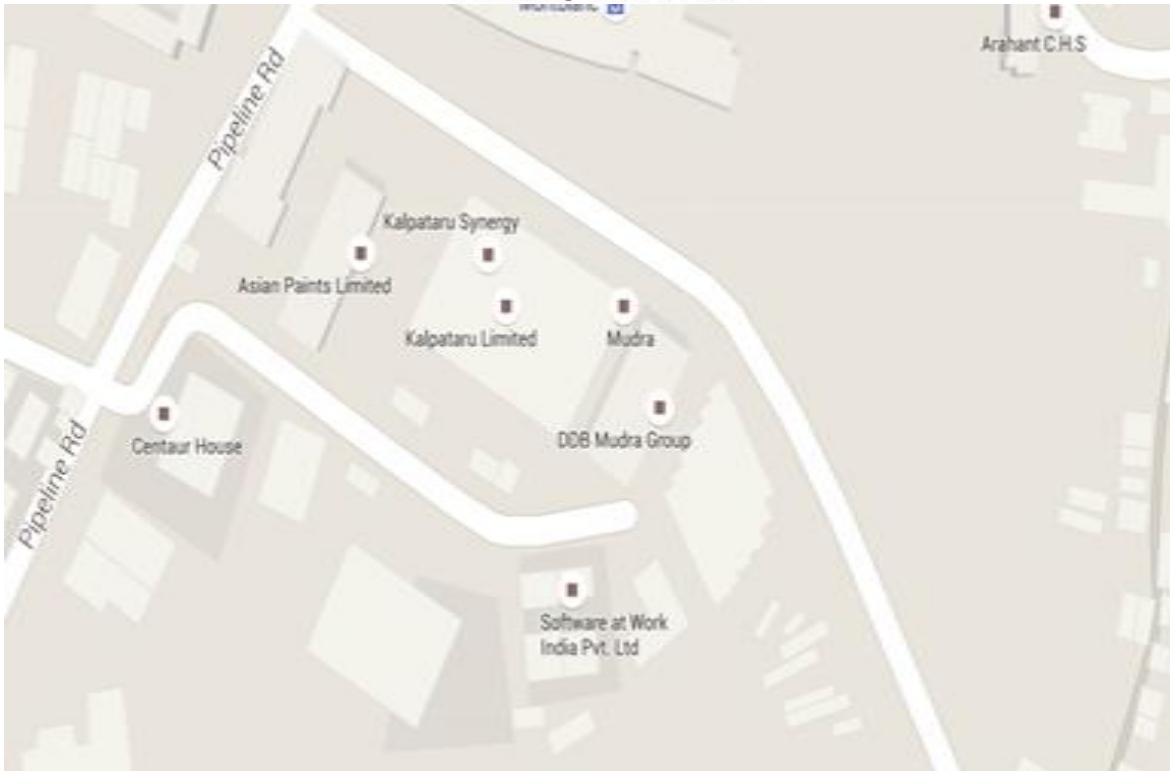 Arahant C.H.S
Pipeline Rd
Kalpataru Synergy
Asian Paints Limited
Kalpataru Limited
Mudra
Centaur House
DDB Mudra Group
Pipeline Rd
Software at Work
India Pvt. Ltd